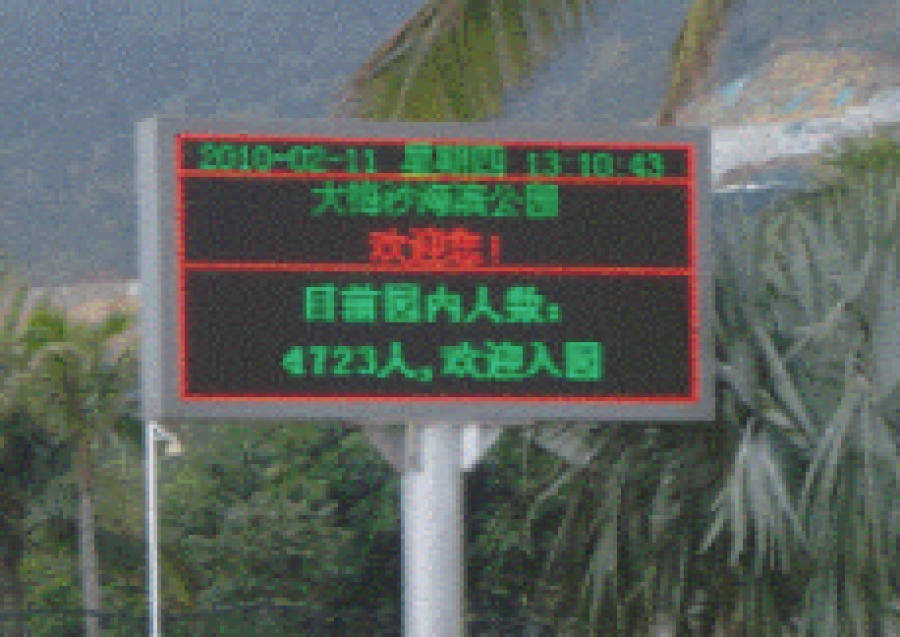 2010-02-11 星期四 13:10:43
大梅沙海滨公园
欢迎您!
目前园内人数:
4723人,欢迎入园